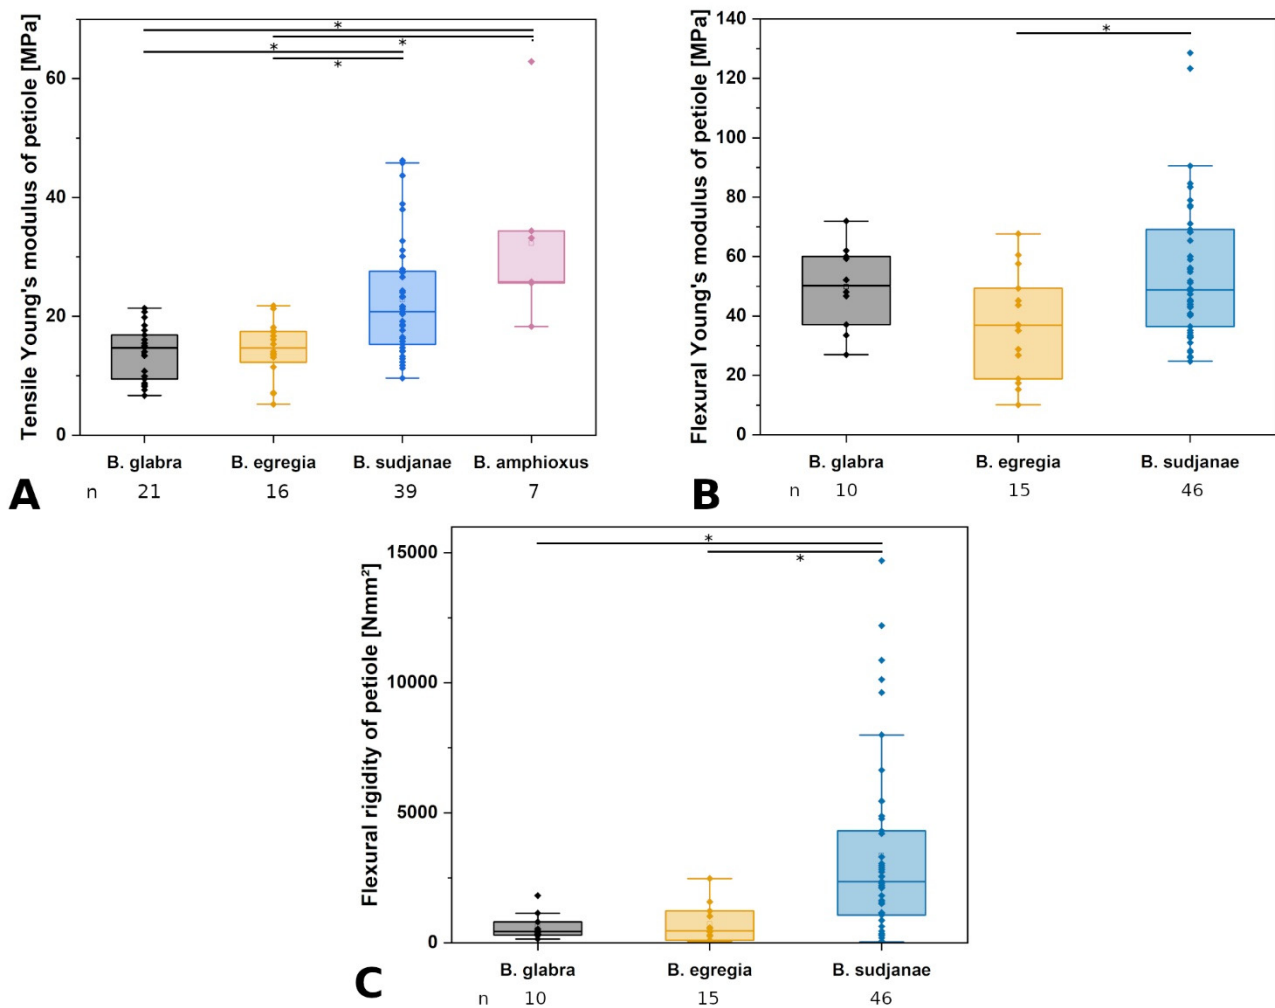 Tensile Young's modulus of petiole [MPa]
60
40
20
0
*
*
*
*
B. glabra B. egregia B. sudjanae B. amphioxus
A n 21 16 39 7
Flexural Young's modulus of petiole [MPa]
140
120
100
80
60
40
20
0
*
B. glabra B. egregia B. sudjanae
B n 10 15 46
Flexural rigidity of petiole [Nmm²]
15000
10000
5000
0
*
*
B. glabra B. egregia B. sudjanae
C n 10 15 46